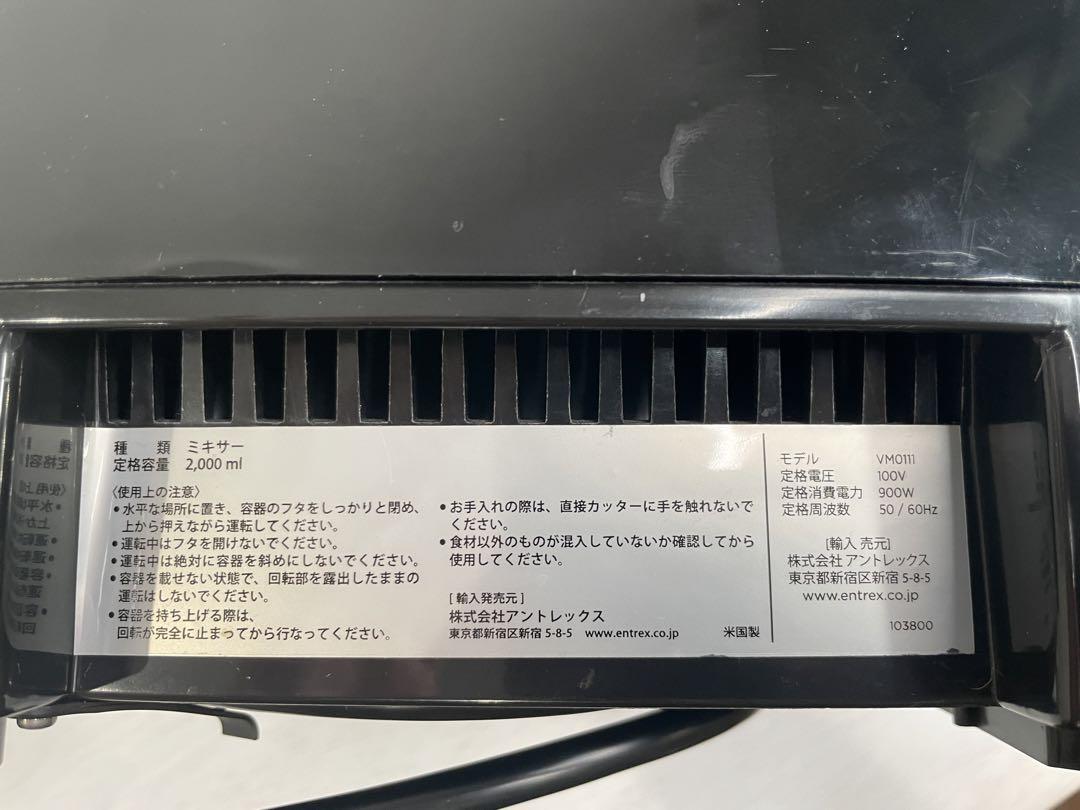 種 類 ミキサー
定格容量 2,000 ml
〈使用上の注意〉
●水平な場所に置き、容器のフタをしっかりと閉め、
上から押えながら運転してください。
●運転中はフタを開けないでください。
●運転中は絶対に容器を斜めにしないでください。
●容器を載せない状態で、回転部を露出したままの
運転はしないでください。
●容器を持ち上げる際は、
回転が完全に止まってから行なってください。
●お手入れの際は、直接カッターに手を触れないで
ください。
●食材以外のものが混入していないか確認してから
使用してください。
[ 輸入発売元 ]
株式会社アントレックス
東京都新宿区新宿 5-8-5 www.entrex.co.jp 米国製
モデル VM0111
定格電圧 100V
定格消費電力 900W
定格周波数 50 / 60Hz
[輸入 売元]
株式会社 アントレックス
東京都新宿区新宿 5-8-5
www.entrex.co.jp
103800